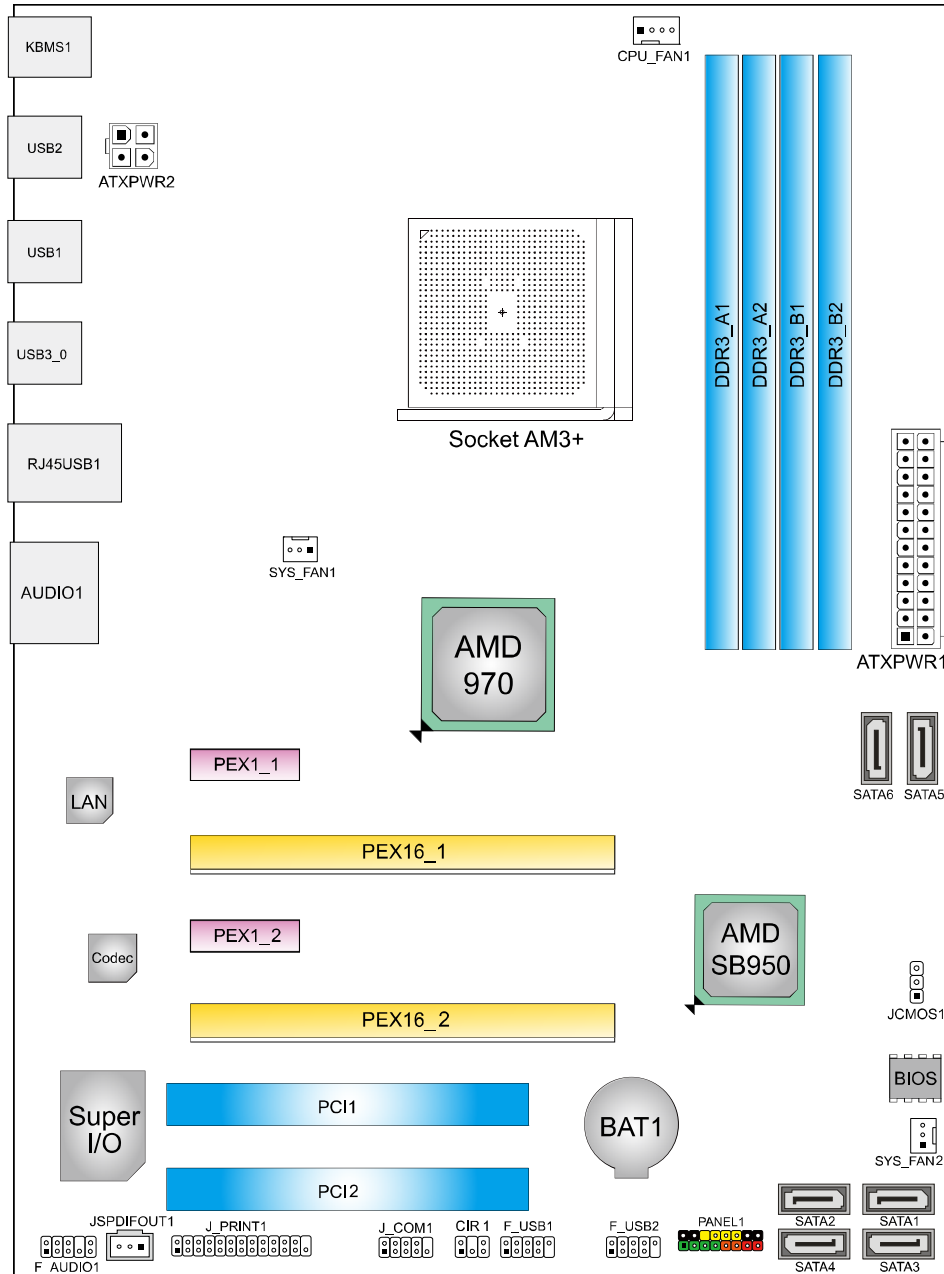 KBMS1
CPU_FAN1
USB2
ATXPWR2
USB1
DDR3_A1
DDR3_A2
DDR3_B1
DDR3_B2
USB3_0
Socket AM3+
RJ45USB1
SYS_FAN1
AUDIO1
AMD
970
ATXPWR1
PEX1_1
LAN
SATA6
SATA5
PEX16_1
PEX1_2
AMD
SB950
Codec
PEX16_2
JCMOS1
BIOS
Super
I/O
PCI1
BAT1
SYS_FAN2
PCI2
JSPDIFOUT1
J_PRINT1
J_COM1
CIR1
F_USB1
F_USB2
PANEL1
SATA2
SATA1
F_AUDIO1
SATA4
SATA3